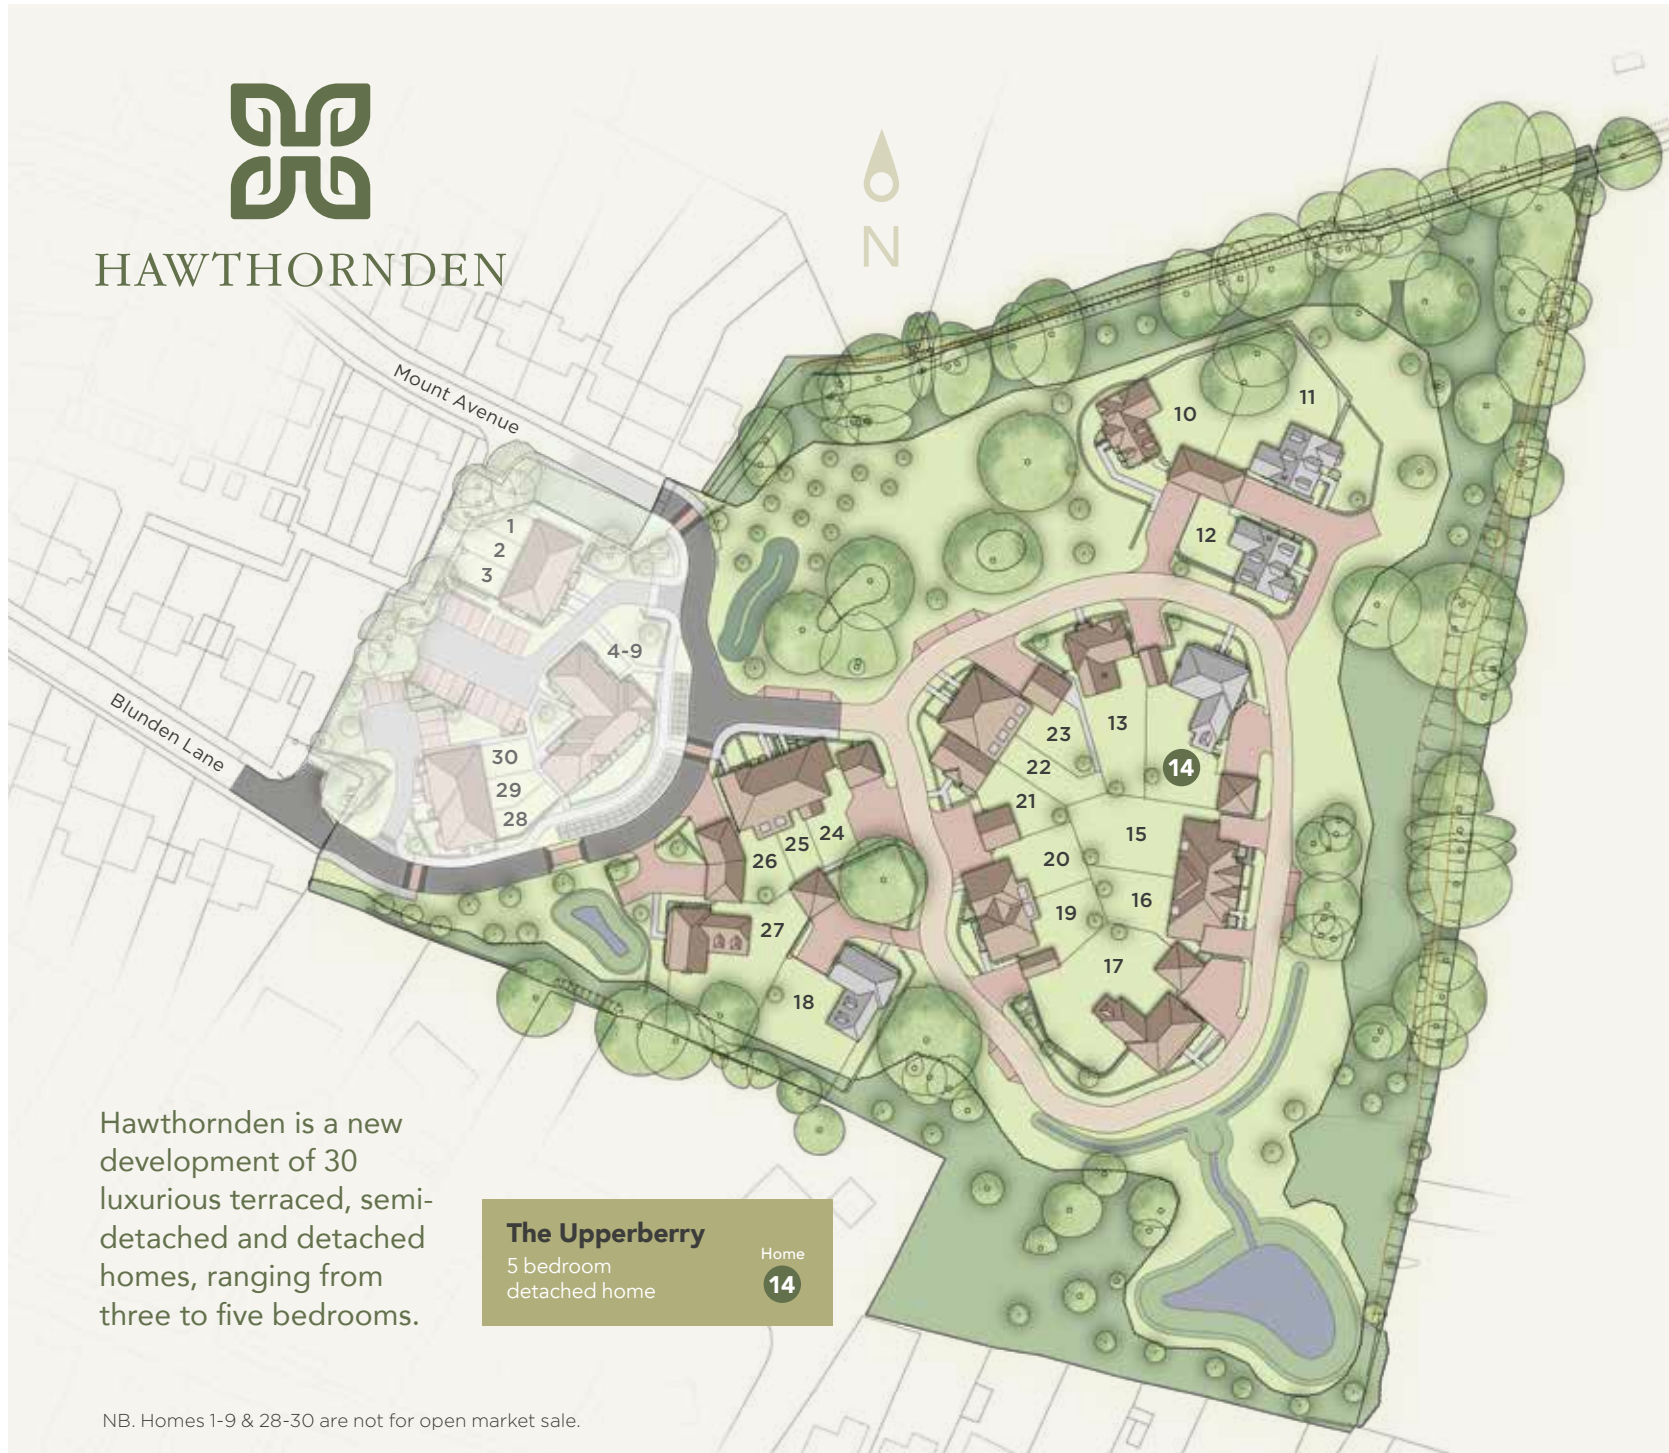 HAWTHORNDEN
N
Mount Avenue
Blunden Lane
1
2
3
4-9
10
11
12
13
14
15
16
17
18
19
20
21
22
23
24
25
26
27
28
29
30
Hawthornden is a new
development of 30
luxurious terraced, semi-
detached and detached
homes, ranging from
three to five bedrooms.
The Upperberry
5 bedroom
detached home
Home
14
NB. Homes 1-9 & 28-30 are not for open market sale.